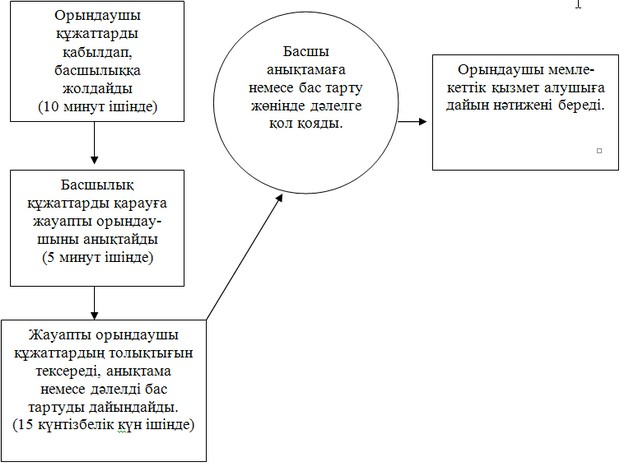 Орындаушы
құжаттарды
қабылдап,
басшылыққа
жолдайды
(10 минут ішінде)
Басшылық
құжаттарды қарауға
жауапты орындау-
шыны анықтайды
(5 минут ішінде)
Жауапты орындаушы
құжаттардың толықтығын
тексереді, анықтама
немесе дәлелді бас
тартуды дайындайды.
(15 күнтізбелік күн ішінде)
Басшы
анықтамаға
немесе бас тарту
жөнінде дәлелге
қол қояды.
Орындаушы мемле-
кеттік қызмет алушыға
дайын нәтижені береді.